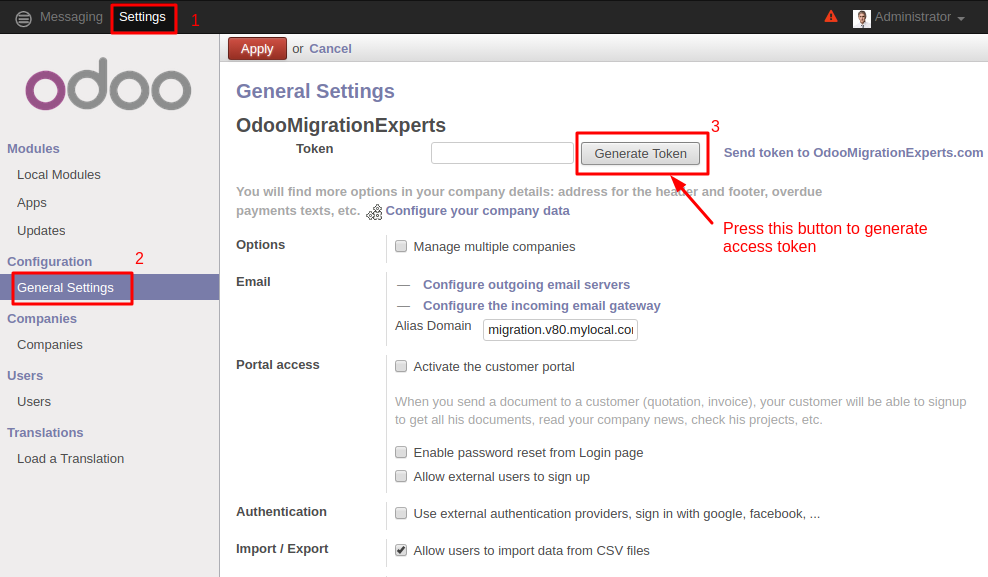 Messaging
Settings
1
Administrator
odoo
Modules
Local Modules
Apps
Updates
Configuration
2
General Settings
Companies
Companies
Users
Users
Translations
Load a Translation
Apply or Cancel
General Settings
OdooMigrationExperts
3
Token
Generate Token
Send token to OdooMigrationExperts.com
You will find more options in your company details: address for the header and footer, overdue
payments texts, etc. Configure your company data
Press this button to generate
access token
Options
Manage multiple companies
Email
— Configure outgoing email servers
— Configure the incoming email gateway
Alias Domain
migration.v80.mylocal.co
Portal access
Activate the customer portal
When you send a document to a customer (quotation, invoice), your customer will be able to signup
to get all his documents, read your company news, check his projects, etc.
Enable password reset from Login page
Allow external users to sign up
Authentication
Use external authentication providers, sign in with google, facebook, ...
Import / Export
Allow users to import data from CSV files